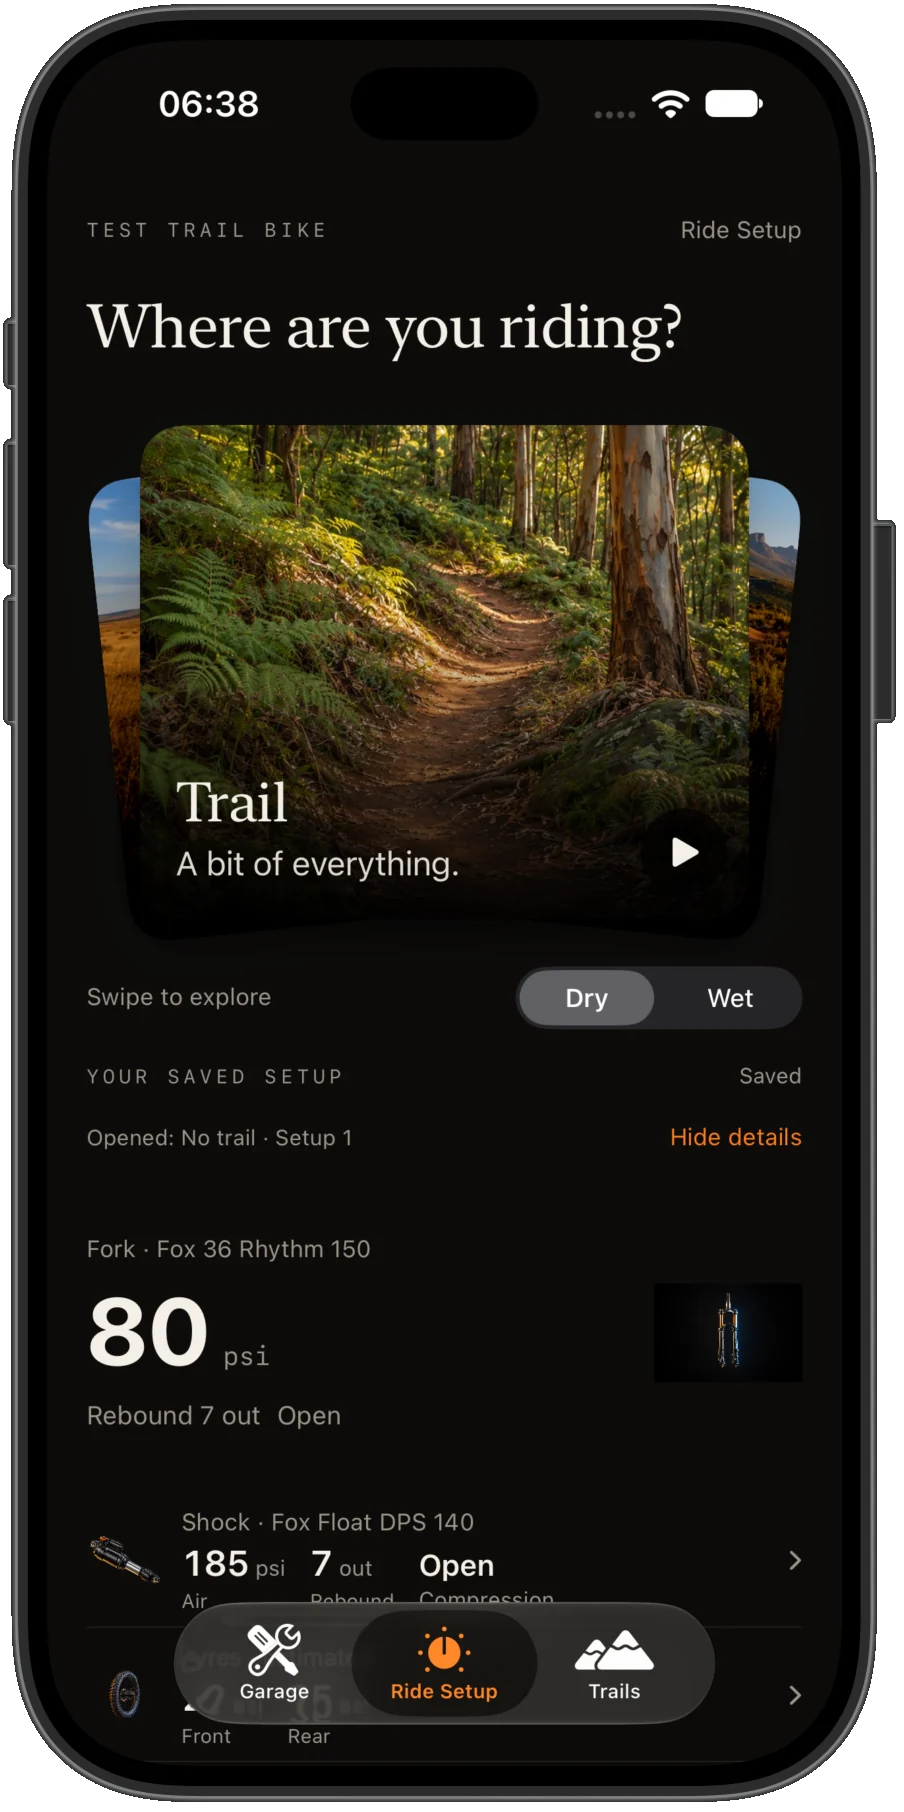 06:38
TEST TRAIL BIKE Ride Setup
Where are you riding?
Trail
A bit of everything.
Swipe to explore Dry Wet
YOUR SAVED SETUP Saved
Opened: No trail · Setup 1 Hide details
Fork · Fox 36 Rhythm 150
80 psi
Rebound 7 out Open
Shock · Fox Float DPS 140
185 psi 7 out Open
Air Rebound Compression
Garage Ride Setup Trails
Front Rear